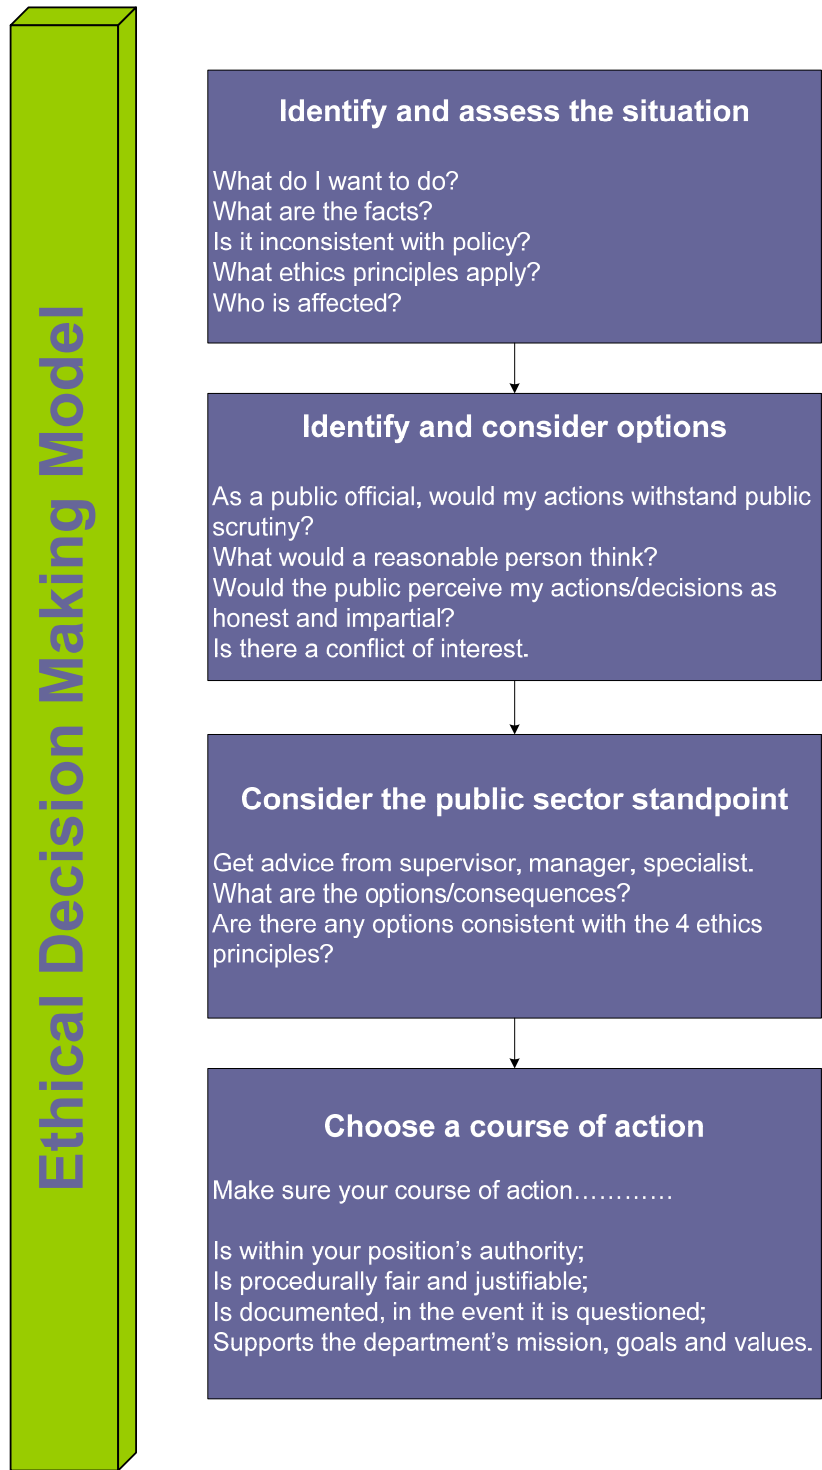 Ethical Decision Making Model
Identify and assess the situation
What do I want to do?
What are the facts?
Is it inconsistent with policy?
What ethics principles apply?
Who is affected?
Identify and consider options
As a public official, would my actions withstand public
scrutiny?
What would a reasonable person think?
Would the public perceive my actions/decisions as
honest and impartial?
Is there a conflict of interest.
Consider the public sector standpoint
Get advice from supervisor, manager, specialist.
What are the options/consequences?
Are there any options consistent with the 4 ethics
principles?
Choose a course of action
Make sure your course of action…………
Is within your position’s authority;
Is procedurally fair and justifiable;
Is documented, in the event it is questioned;
Supports the department’s mission, goals and values.